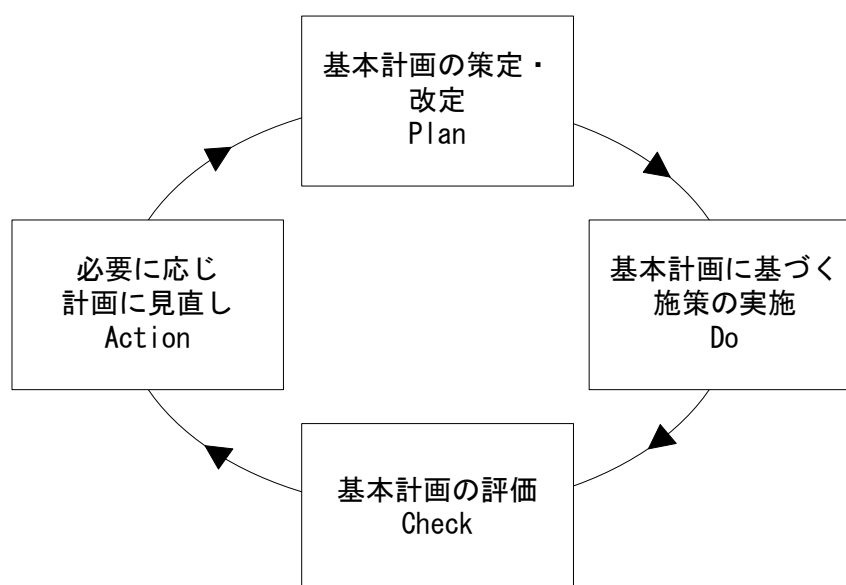 基本計画の策定・
改定
Plan
基本計画に基づく
施策の実施
Do
基本計画の評価
Check
必要に応じ
計画に見直し
Action